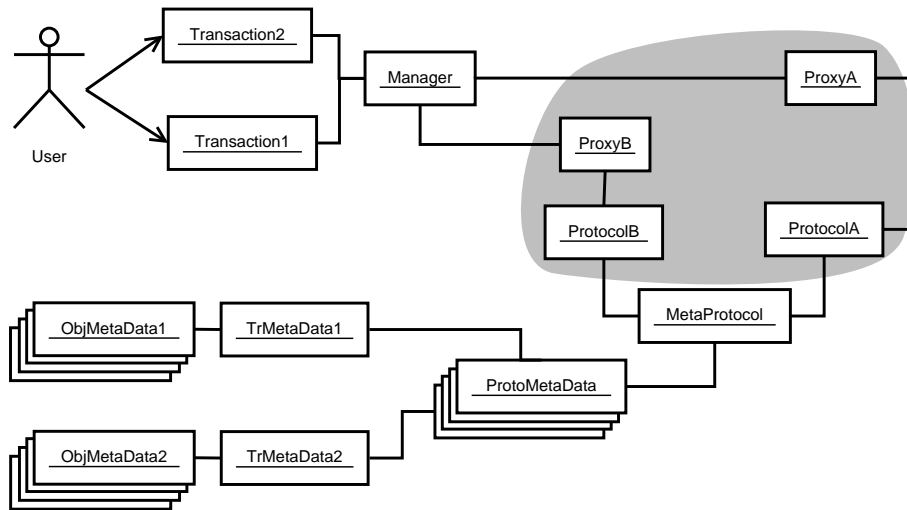 Transaction2
Manager
ProxyA
Transaction1
ProxyB
User
ProtocolB
ProtocolA
ObjMetaData1
TrMetaData1
MetaProtocol
ProtoMetaData
ObjMetaData2
TrMetaData2